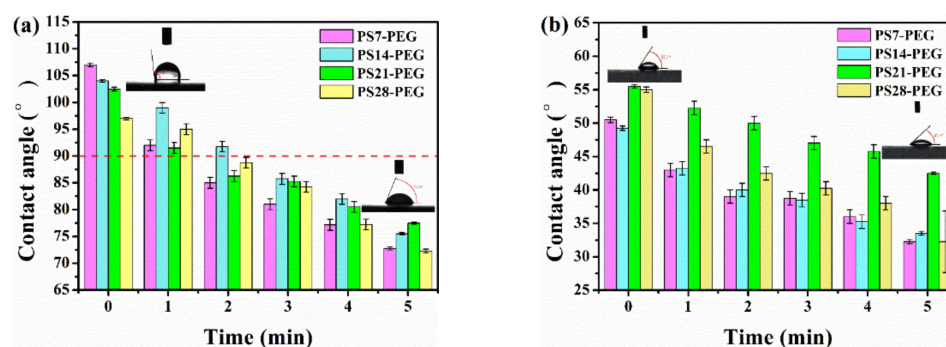 (a)
Contact angle (°)
115
110
105
100
95
90
85
80
75
70
65
PS7-PEG
PS14-PEG
PS21-PEG
PS28-PEG
0 1 2 3 4 5
Time (min)
(b)
Contact angle (°)
65
60
55
50
45
40
35
30
25
PS7-PEG
PS14-PEG
PS21-PEG
PS28-PEG
0 1 2 3 4 5
Time (min)